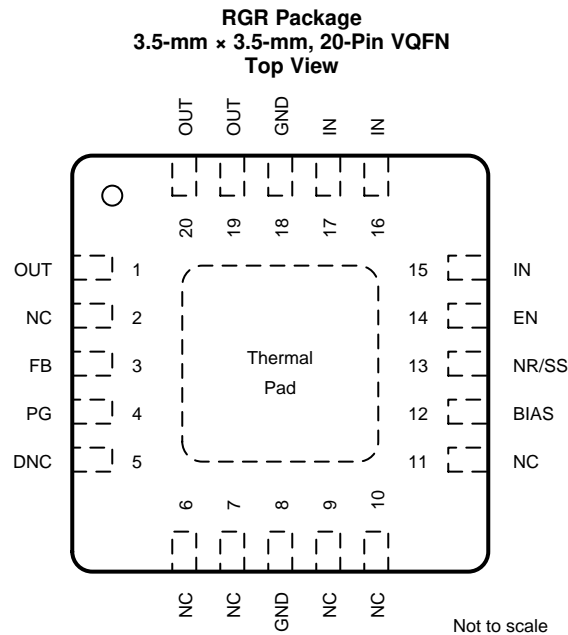 RGR Package
3.5-mm × 3.5-mm, 20-Pin VQFN
Top View
OUT OUT GND IN IN
20 19 18 17 16
OUT 1 15 IN
NC 2 14 EN
FB 3 Thermal 13 NR/SS
PG 4 Pad 12 BIAS
DNC 5 11 NC
6 7 8 9 10
NC NC GND NC NC
Not to scale